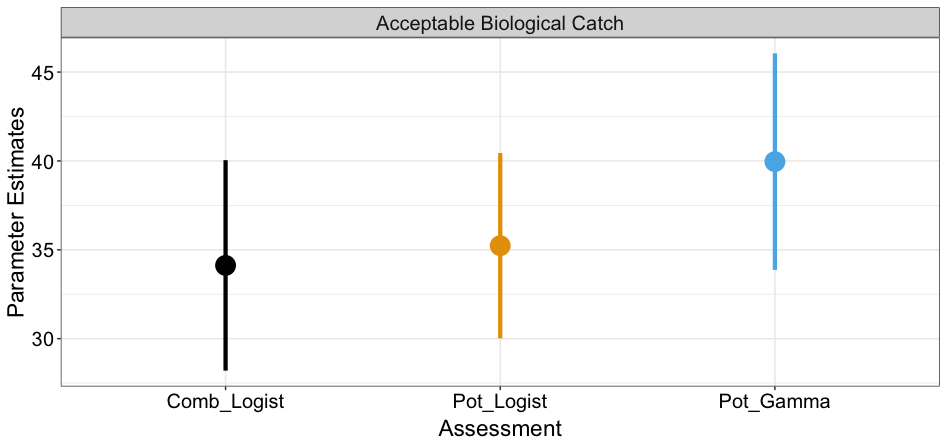 Acceptable Biological Catch
Parameter Estimates
45
40
35
30
Comb_Logist Pot_Logist Pot_Gamma
Assessment